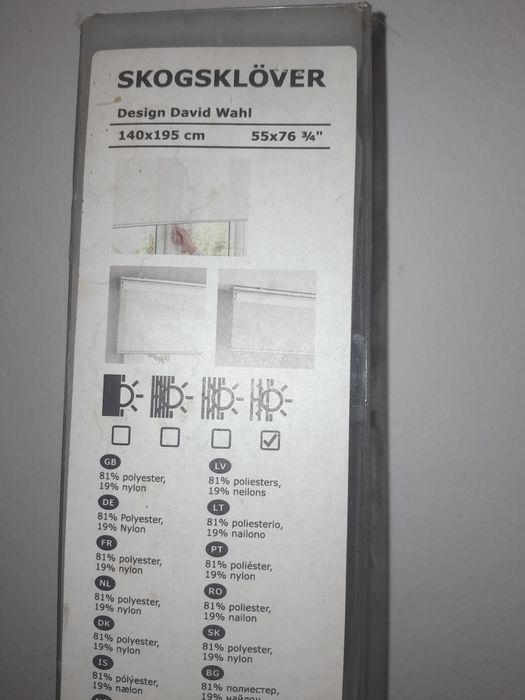 SKOGSKLÖVER
Design David Wahl
140x195 cm 55x76 ¾"
GB
81% polyester,
19% nylon
DE
81% Polyester,
19% Nylon
FR
81% polyester,
19% nylon
NL
81% polyester,
19% nylon
DK
81% polyester,
19% nylon
IS
81% pólýester,
19% nælon
LV
81% poliesters,
19% neilons
LT
81% poliesterio,
19% nailono
PT
81% poliéster,
19% nylon
RO
81% poliester,
19% nailon
SK
81% polyester,
19% nylon
BG
81% полиестер,
19% найлон